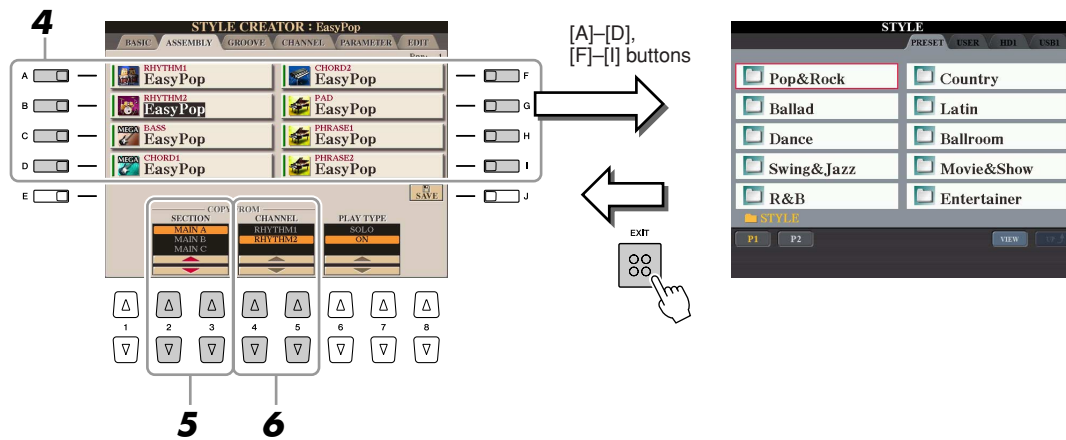 4
STYLE CREATOR : EasyPop
BASIC ASSEMBLY GROOVE CHANNEL PARAMETER EDIT
A RHYTHM1 EasyPop CHORD2 EasyPop F
B RHYTHM2 EasyPop PAD EasyPop G
C MEGA BASS EasyPop PHRASE1 EasyPop H
D MEGA CHORD1 EasyPop PHRASE2 EasyPop I
E SAVE J
SECTION CHANNEL PLAY TYPE
MAIN A RHYTHM1 SOLO
MAIN B RHYTHM2 ON
MAIN C
1 2 3 4 5 6 7 8
5 6
[A]–[D],
[F]–[I] buttons
EXIT
STYLE
PRESET USER HD1 USB1
Pop&Rock Country
Ballad Latin
Dance Ballroom
Swing&Jazz Movie&Show
R&B Entertainer
STYLE
P1 P2 VIEW UP